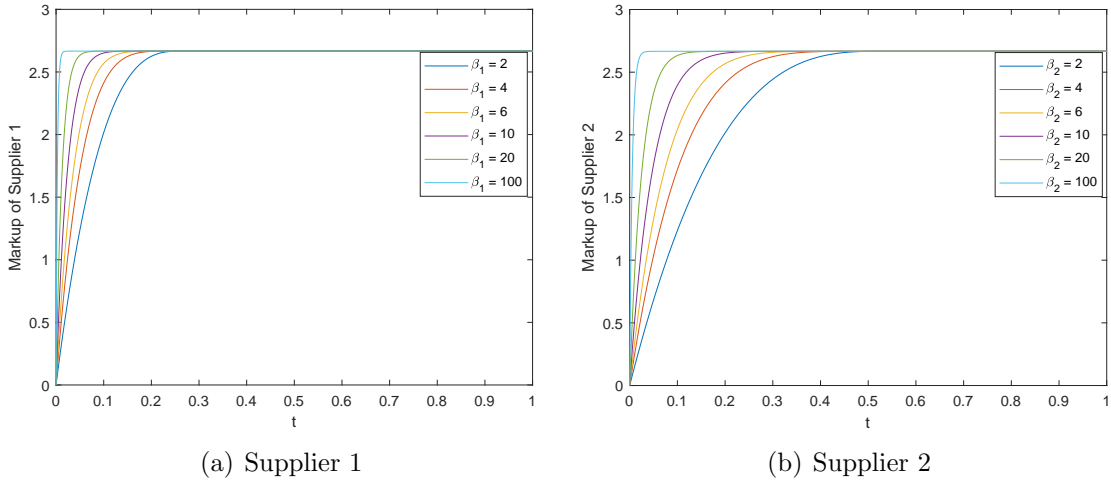 3
2.5
2
1.5
1
0.5
0
Markup of Supplier 1
β1 = 2
β1 = 4
β1 = 6
β1 = 10
β1 = 20
β1 = 100
0 0.1 0.2 0.3 0.4 0.5 0.6 0.7 0.8 0.9 1
t
(a) Supplier 1
3
2.5
2
1.5
1
0.5
0
Markup of Supplier 2
β2 = 2
β2 = 4
β2 = 6
β2 = 10
β2 = 20
β2 = 100
0 0.1 0.2 0.3 0.4 0.5 0.6 0.7 0.8 0.9 1
t
(b) Supplier 2